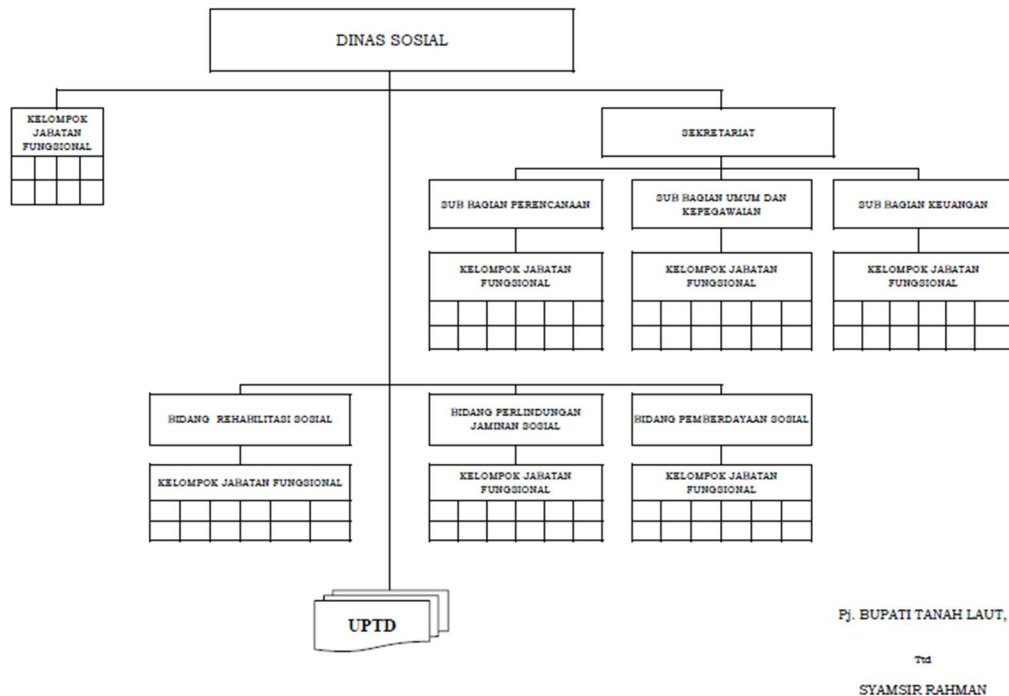 DINAS SOSIAL
KELOMPOK
JABATAN
FUNGSIONAL
SEKRETARIAT
SUB BAGIAN PERENCANAAN
SUB BAGIAN UMUM DAN
KEPEGAWAIAN
SUB BAGIAN KEUANGAN
KELOMPOK JABATAN
FUNGSIONAL
KELOMPOK JABATAN
FUNGSIONAL
KELOMPOK JABATAN
FUNGSIONAL
BIDANG REHABILITASI SOSIAL
BIDANG PERLINDUNGAN
JAMINAN SOSIAL
BIDANG PEMBERDAYAAN SOSIAL
KELOMPOK JABATAN FUNGSIONAL
KELOMPOK JABATAN
FUNGSIONAL
KELOMPOK JABATAN
FUNGSIONAL
UPTD
Pj. BUPATI TANAH LAUT,
Ttd
SYAMSIR RAHMAN